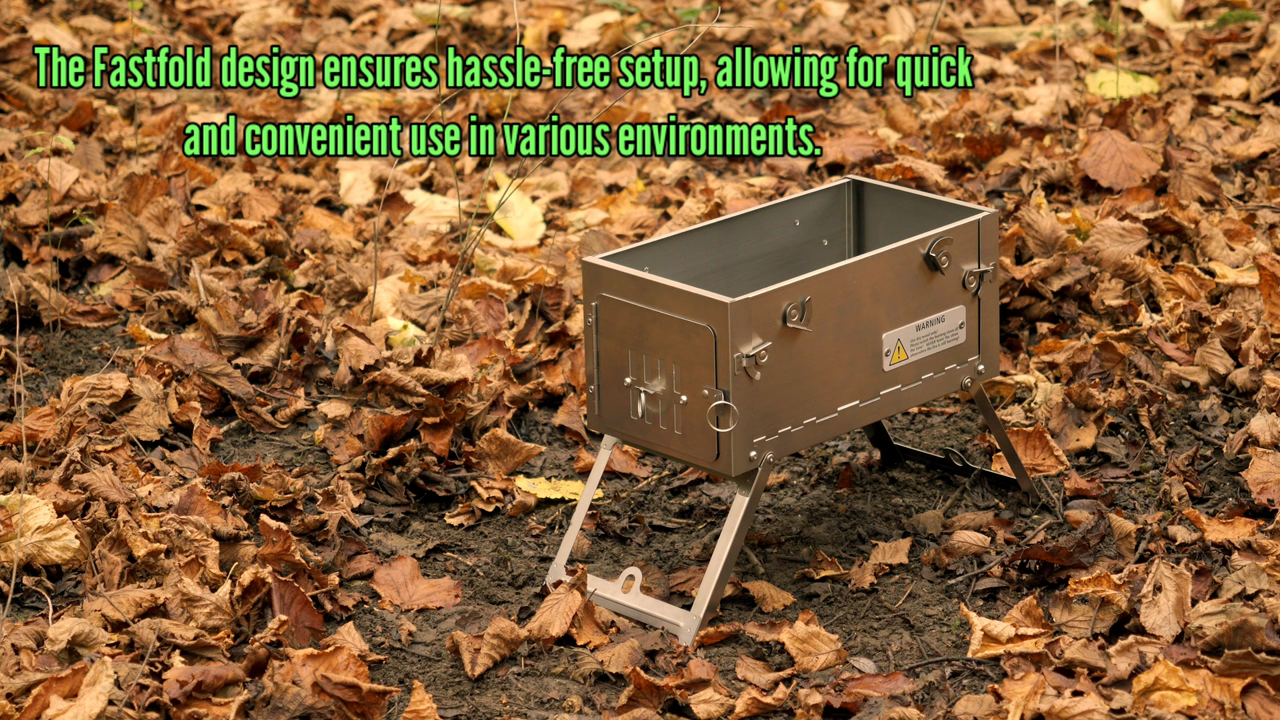 The Fastfold design ensures hassle-free setup, allowing for quick
and convenient use in various environments.
WARNING